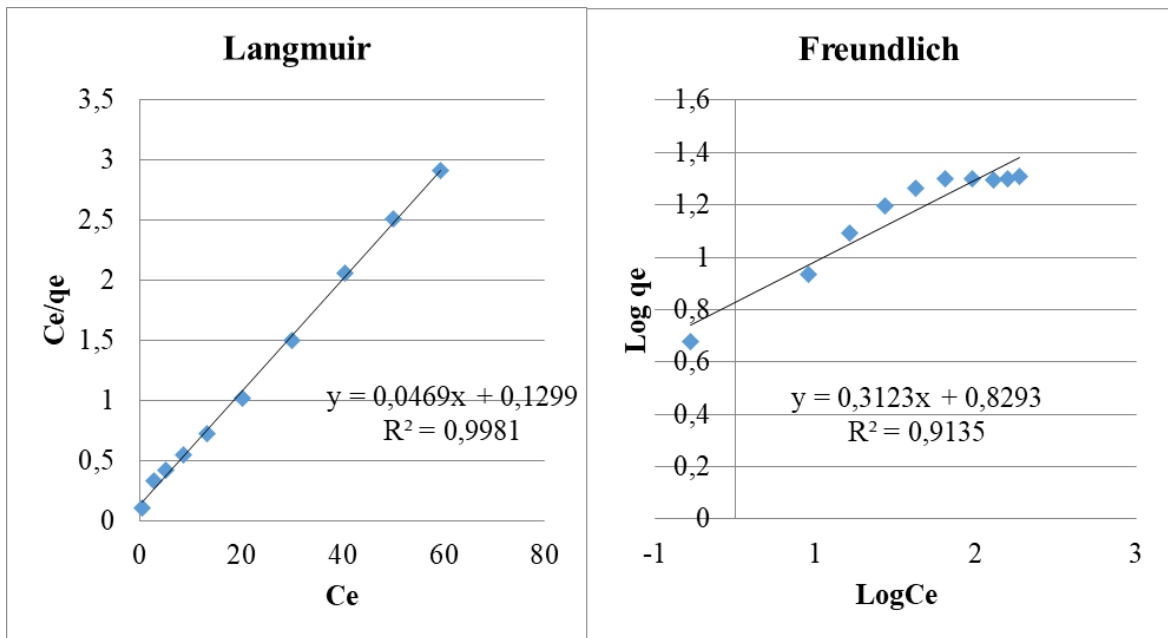 Langmuir
3,5
3
2,5
2
1,5
1
0,5
0
Ce/qe
y = 0,0469x + 0,1299
R² = 0,9981
0 20 40 60 80
Ce
Freundlich
1,6
1,4
1,2
1
0,8
0,6
0,4
0,2
0
Log qe
y = 0,3123x + 0,8293
R² = 0,9135
-1 1 2 3
LogCe